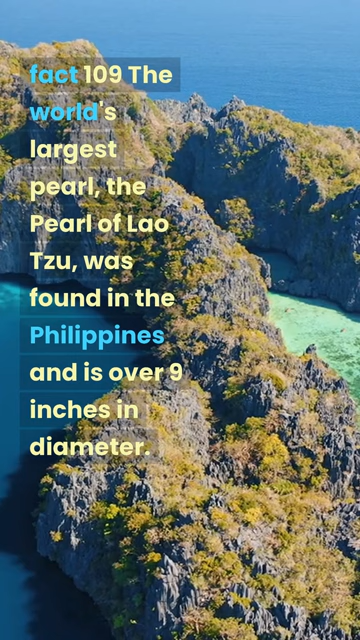 fact 109 The
world's
largest
pearl, the
Pearl of Lao
Tzu, was
found in the
Philippines
and is over 9
inches in
diameter.